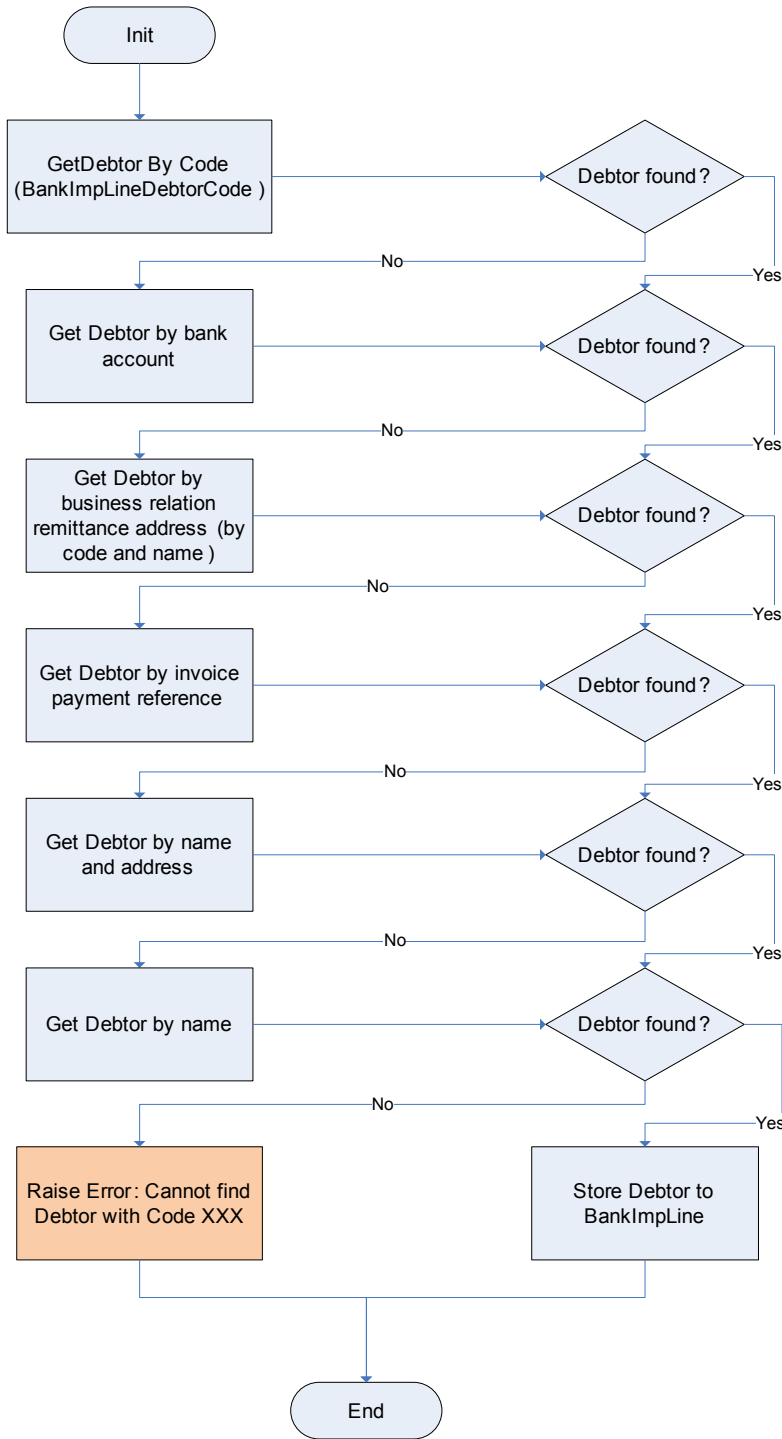 Init
GetDebtor By Code
(BankImpLineDebtorCode )
Debtor found?
No
Yes
Get Debtor by bank
account
Debtor found?
No
Yes
Get Debtor by
business relation
remittance address (by
code and name )
Debtor found?
No
Yes
Get Debtor by invoice
payment reference
Debtor found?
No
Yes
Get Debtor by name
and address
Debtor found?
No
Yes
Get Debtor by name
Debtor found?
No
Yes
Raise Error: Cannot find
Debtor with Code XXX
Store Debtor to
BankImpLine
End